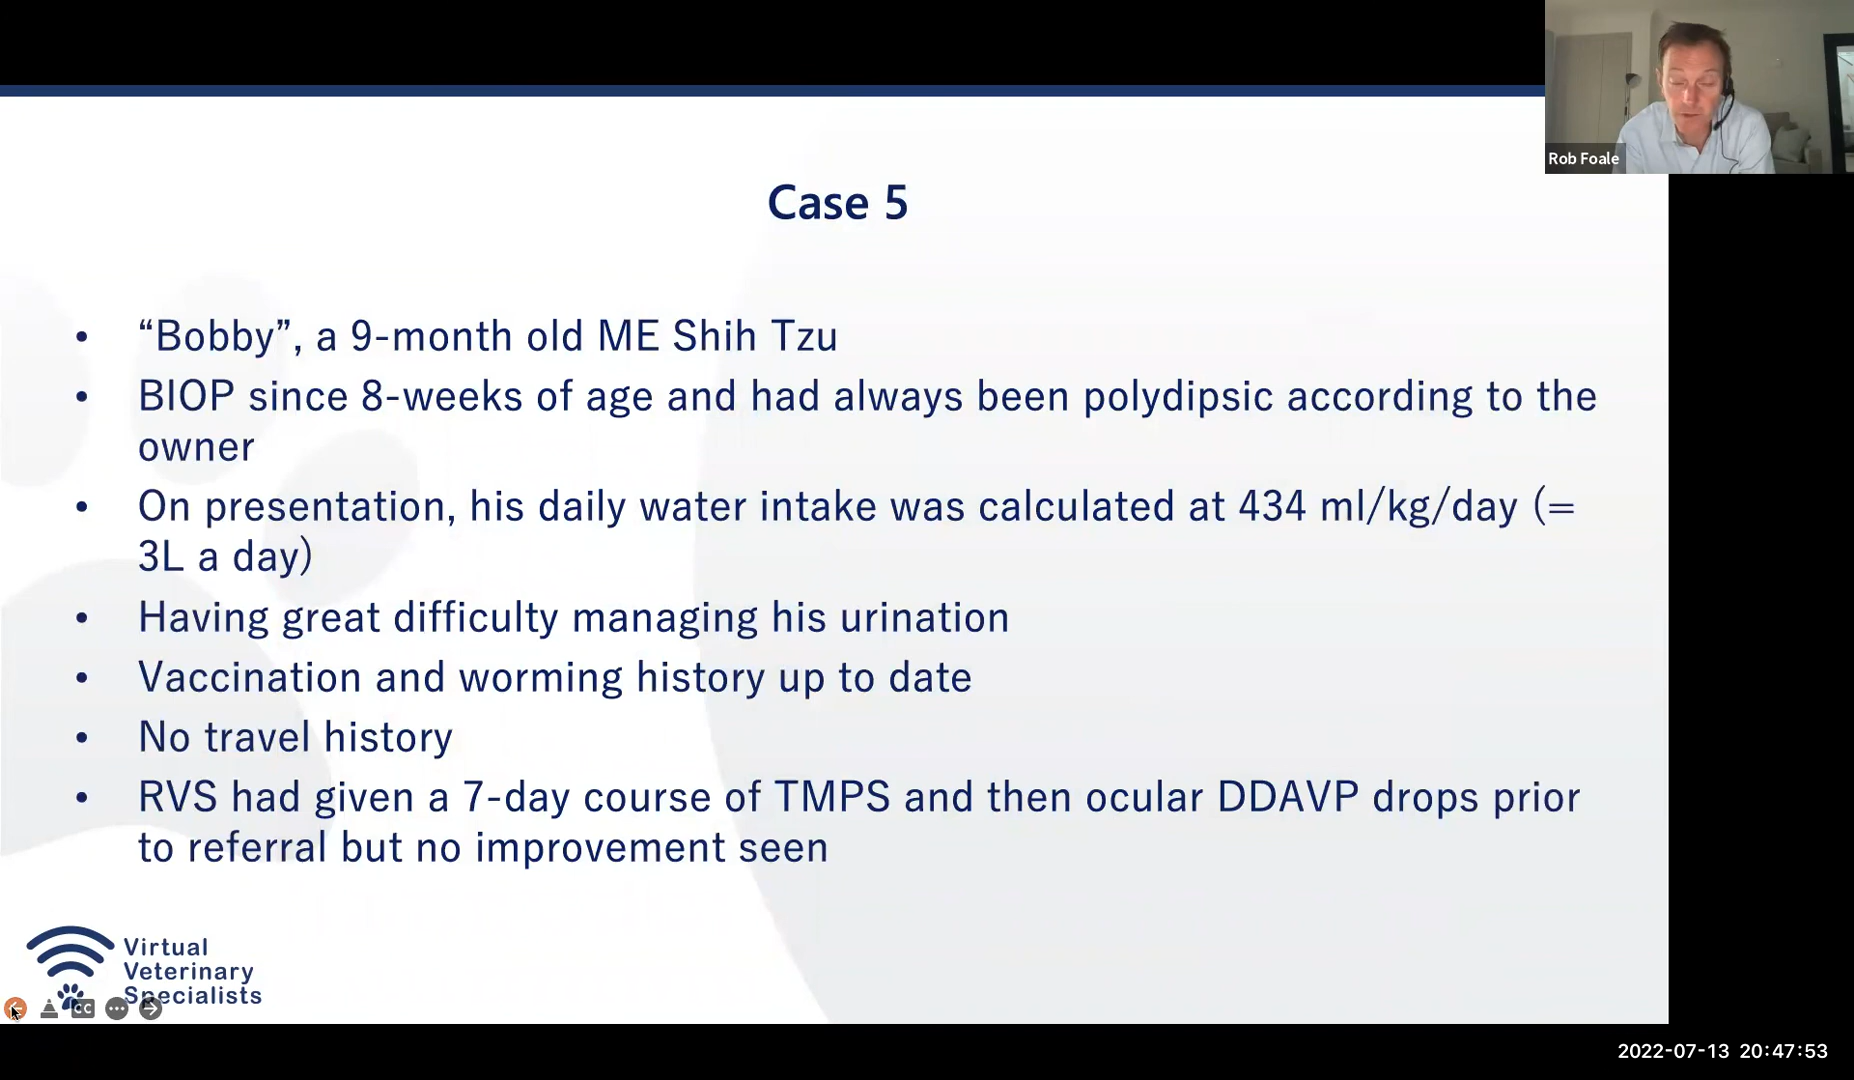 Rob Foale
Case 5
• “Bobby”, a 9-month old ME Shih Tzu
• BIOP since 8-weeks of age and had always been polydipsic according to the
owner
• On presentation, his daily water intake was calculated at 434 ml/kg/day (=
3L a day)
• Having great difficulty managing his urination
• Vaccination and worming history up to date
• No travel history
• RVS had given a 7-day course of TMPS and then ocular DDAVP drops prior
to referral but no improvement seen
Virtual
Veterinary
Specialists
CC
2022-07-13 20:47:53